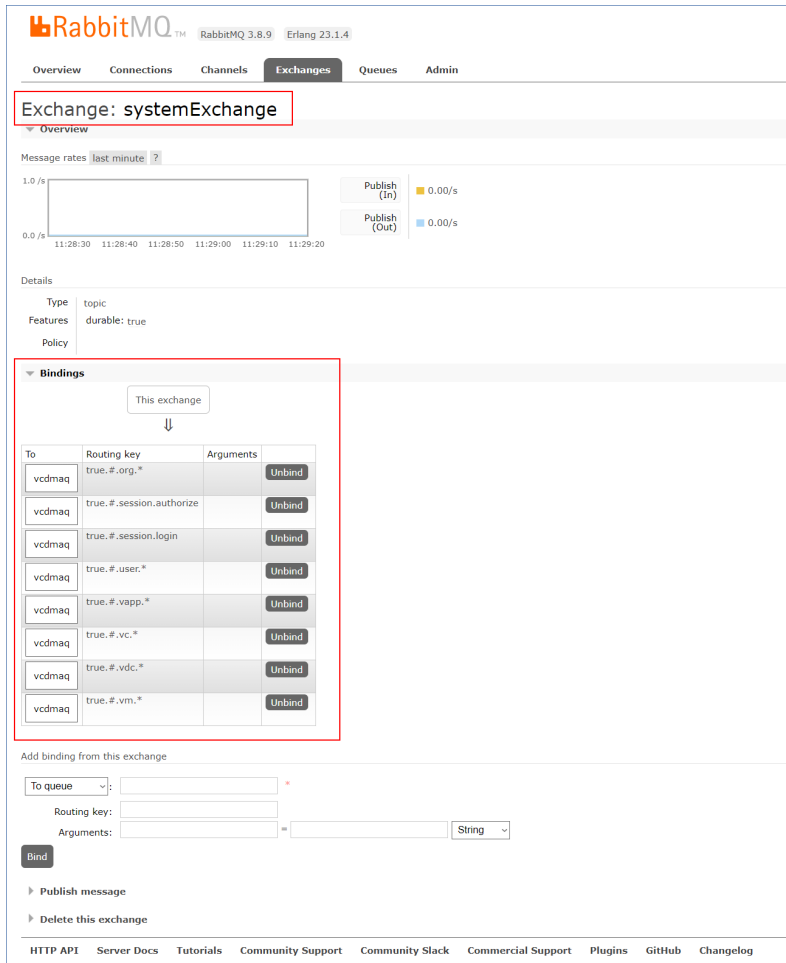 RabbitMQ TM RabbitMQ 3.8.9 Erlang 23.1.4
Overview Connections Channels Exchanges Queues Admin
Exchange: systemExchange
Overview
Message rates last minute ?
1.0 /s
0.0 /s
11:28:30 11:28:40 11:28:50 11:29:00 11:29:10 11:29:20
Publish (In) 0.00/s
Publish (Out) 0.00/s
Details
Type topic
Features durable: true
Policy
Bindings
This exchange
⇓
To Routing key Arguments
vcdmaq true.#.org.* Unbind
vcdmaq true.#.session.authorize Unbind
vcdmaq true.#.session.login Unbind
vcdmaq true.#.user.* Unbind
vcdmaq true.#.vapp.* Unbind
vcdmaq true.#.vc.* Unbind
vcdmaq true.#.vdc.* Unbind
vcdmaq true.#.vm.* Unbind
Add binding from this exchange
To queue : *
Routing key:
Arguments: = String
Bind
Publish message
Delete this exchange
HTTP API Server Docs Tutorials Community Support Community Slack Commercial Support Plugins GitHub Changelog